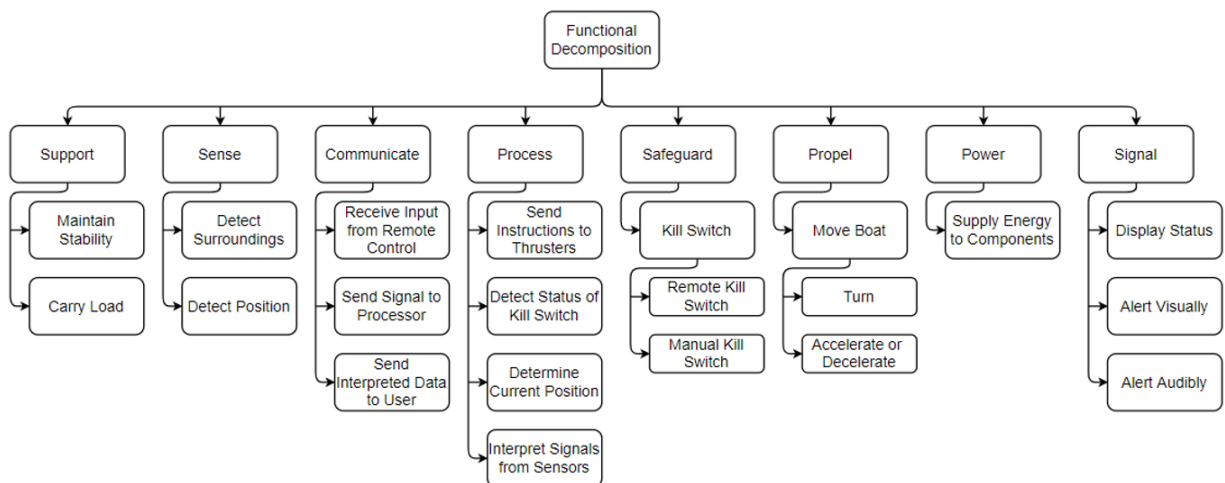 Functional
Decomposition
Support
Sense
Communicate
Process
Safeguard
Propel
Power
Signal
Maintain
Stability
Carry Load
Detect
Surroundings
Detect Position
Receive Input
from Remote
Control
Send Signal to
Processor
Send
Interpreted Data
to User
Send
Instructions to
Thrusters
Detect Status of
Kill Switch
Determine
Current Position
Interpret Signals
from Sensors
Kill Switch
Remote Kill
Switch
Manual Kill
Switch
Move Boat
Turn
Accelerate or
Decelerate
Supply Energy
to Components
Display Status
Alert Visually
Alert Audibly